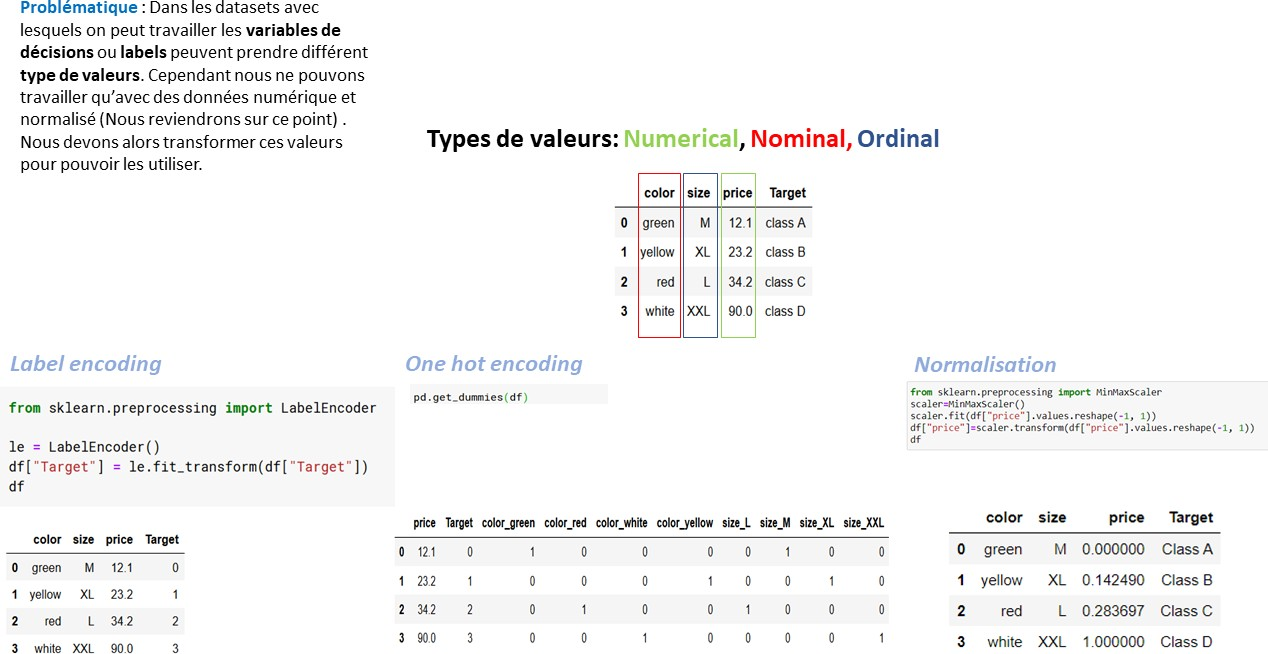 Problématique : Dans les datasets avec
lesquels on peut travailler les variables de
décisions ou labels peuvent prendre différent
type de valeurs. Cependant nous ne pouvons
travailler qu’avec des données numérique et
normalisé (Nous reviendrons sur ce point) .
Nous devons alors transformer ces valeurs
pour pouvoir les utiliser.
Types de valeurs: Numerical, Nominal, Ordinal
color size price Target
0 green M 12.1 class A
1 yellow XL 23.2 class B
2 red L 34.2 class C
3 white XXL 90.0 class D
Label encoding
from sklearn.preprocessing import LabelEncoder
le = LabelEncoder()
df["Target"] = le.fit_transform(df["Target"])
df
color size price Target
0 green M 12.1 0
1 yellow XL 23.2 1
2 red L 34.2 2
3 white XXL 90.0 3
One hot encoding
pd.get_dummies(df)
price Target color_green color_red color_white color_yellow size_L size_M size_XL size_XXL
0 12.1 0 1 0 0 0 0 1 0 0
1 23.2 1 0 0 0 1 0 0 1 0
2 34.2 2 0 1 0 0 1 0 0 0
3 90.0 3 0 0 1 0 0 0 0 1
Normalisation
from sklearn.preprocessing import MinMaxScaler
scaler=MinMaxScaler()
scaler.fit(df["price"].values.reshape(-1, 1))
df["price"]=scaler.transform(df["price"].values.reshape(-1, 1))
df
color size price Target
0 green M 0.000000 Class A
1 yellow XL 0.142490 Class B
2 red L 0.283697 Class C
3 white XXL 1.000000 Class D